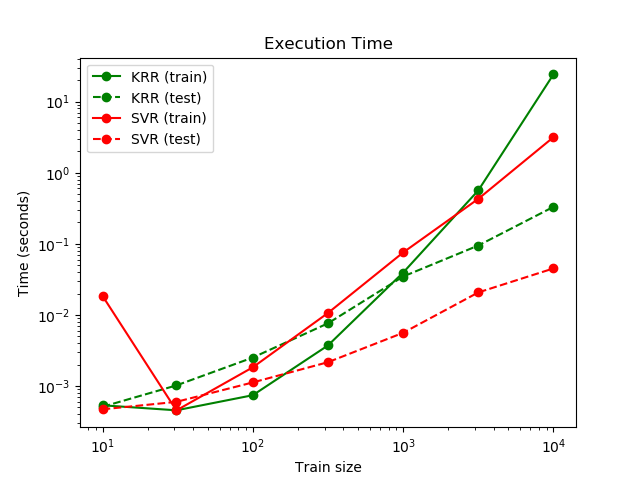 Execution Time
KRR (train)
KRR (test)
SVR (train)
SVR (test)
10¹
10⁰
10⁻¹
10⁻²
10⁻³
Time (seconds)
10¹ 10² 10³ 10⁴
Train size